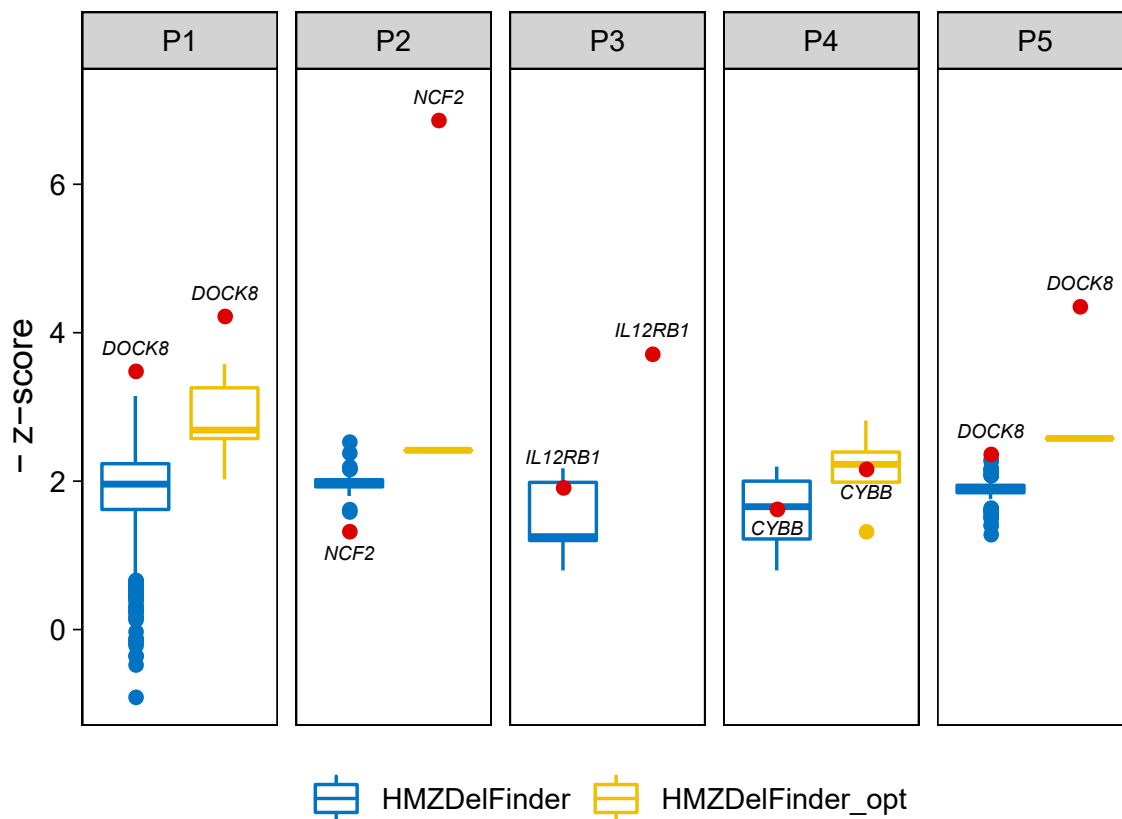 P1 P2 P3 P4 P5
NCF2
6
DOCK8
DOCK8
DOCK8
4
IL12RB1
DOCK8
DOCK8
IL12RB1
2
CYBB
CYBB
NCF2
0
− z−score
HMZDelFinder HMZDelFinder_opt